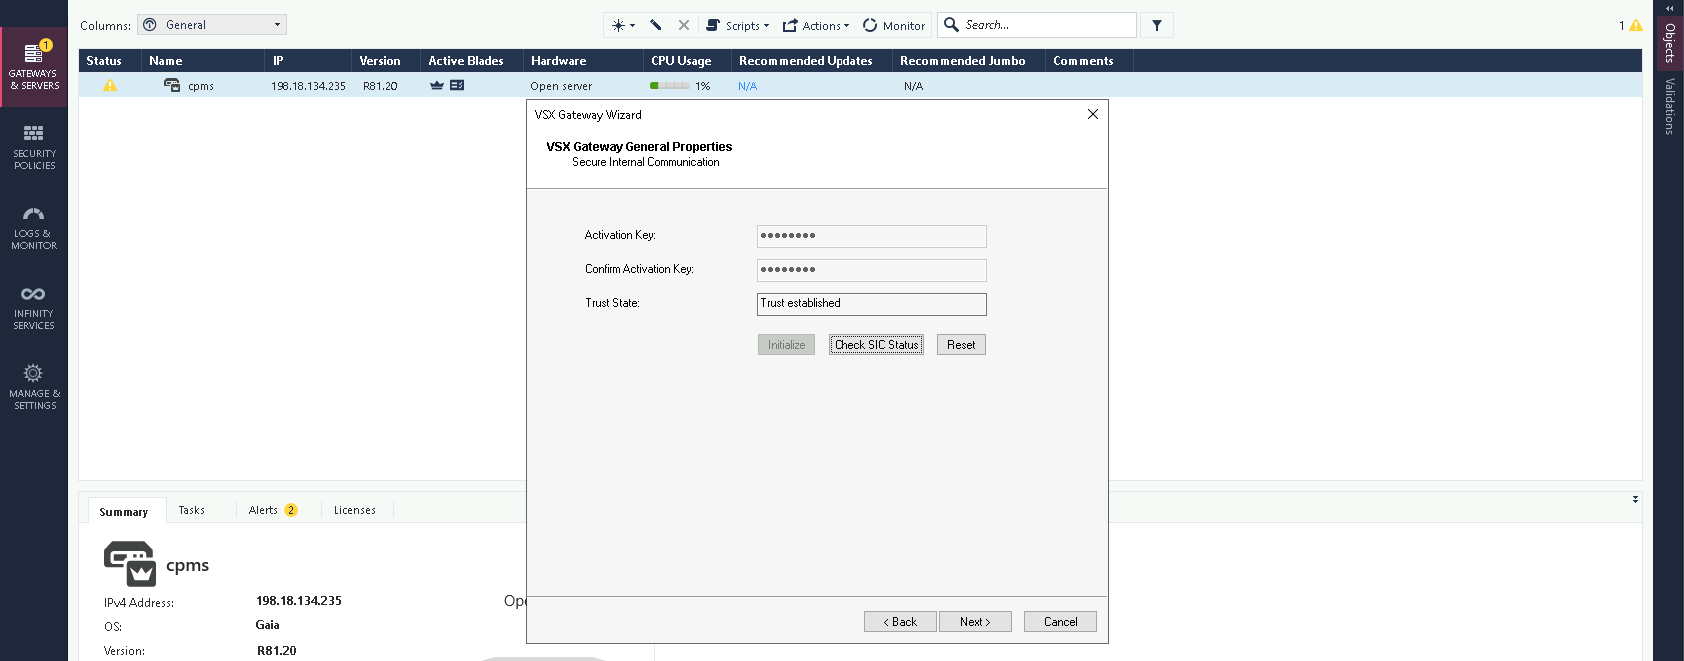 Columns: General
Scripts Actions Monitor Search...
1
Status Name IP Version Active Blades Hardware CPU Usage Recommended Updates Recommended Jumbo Comments
cpms 198.18.134.235 R81.20 Open server 1% N/A N/A
1
GATEWAYS
& SERVERS
SECURITY
POLICIES
LOGS &
MONITOR
INFINITY
SERVICES
MANAGE &
SETTINGS
VSX Gateway Wizard
VSX Gateway General Properties
Secure Internal Communication
Activation Key: ●●●●●●●●
Confirm Activation Key: ●●●●●●●●
Trust State: Trust established
Initialize Check SIC Status Reset
< Back Next > Cancel
Summary Tasks Alerts 2 Licenses
cpms
IPv4 Address: 198.18.134.235
OS: Gaia
Version: R81.20
Ope
Objects
Validations